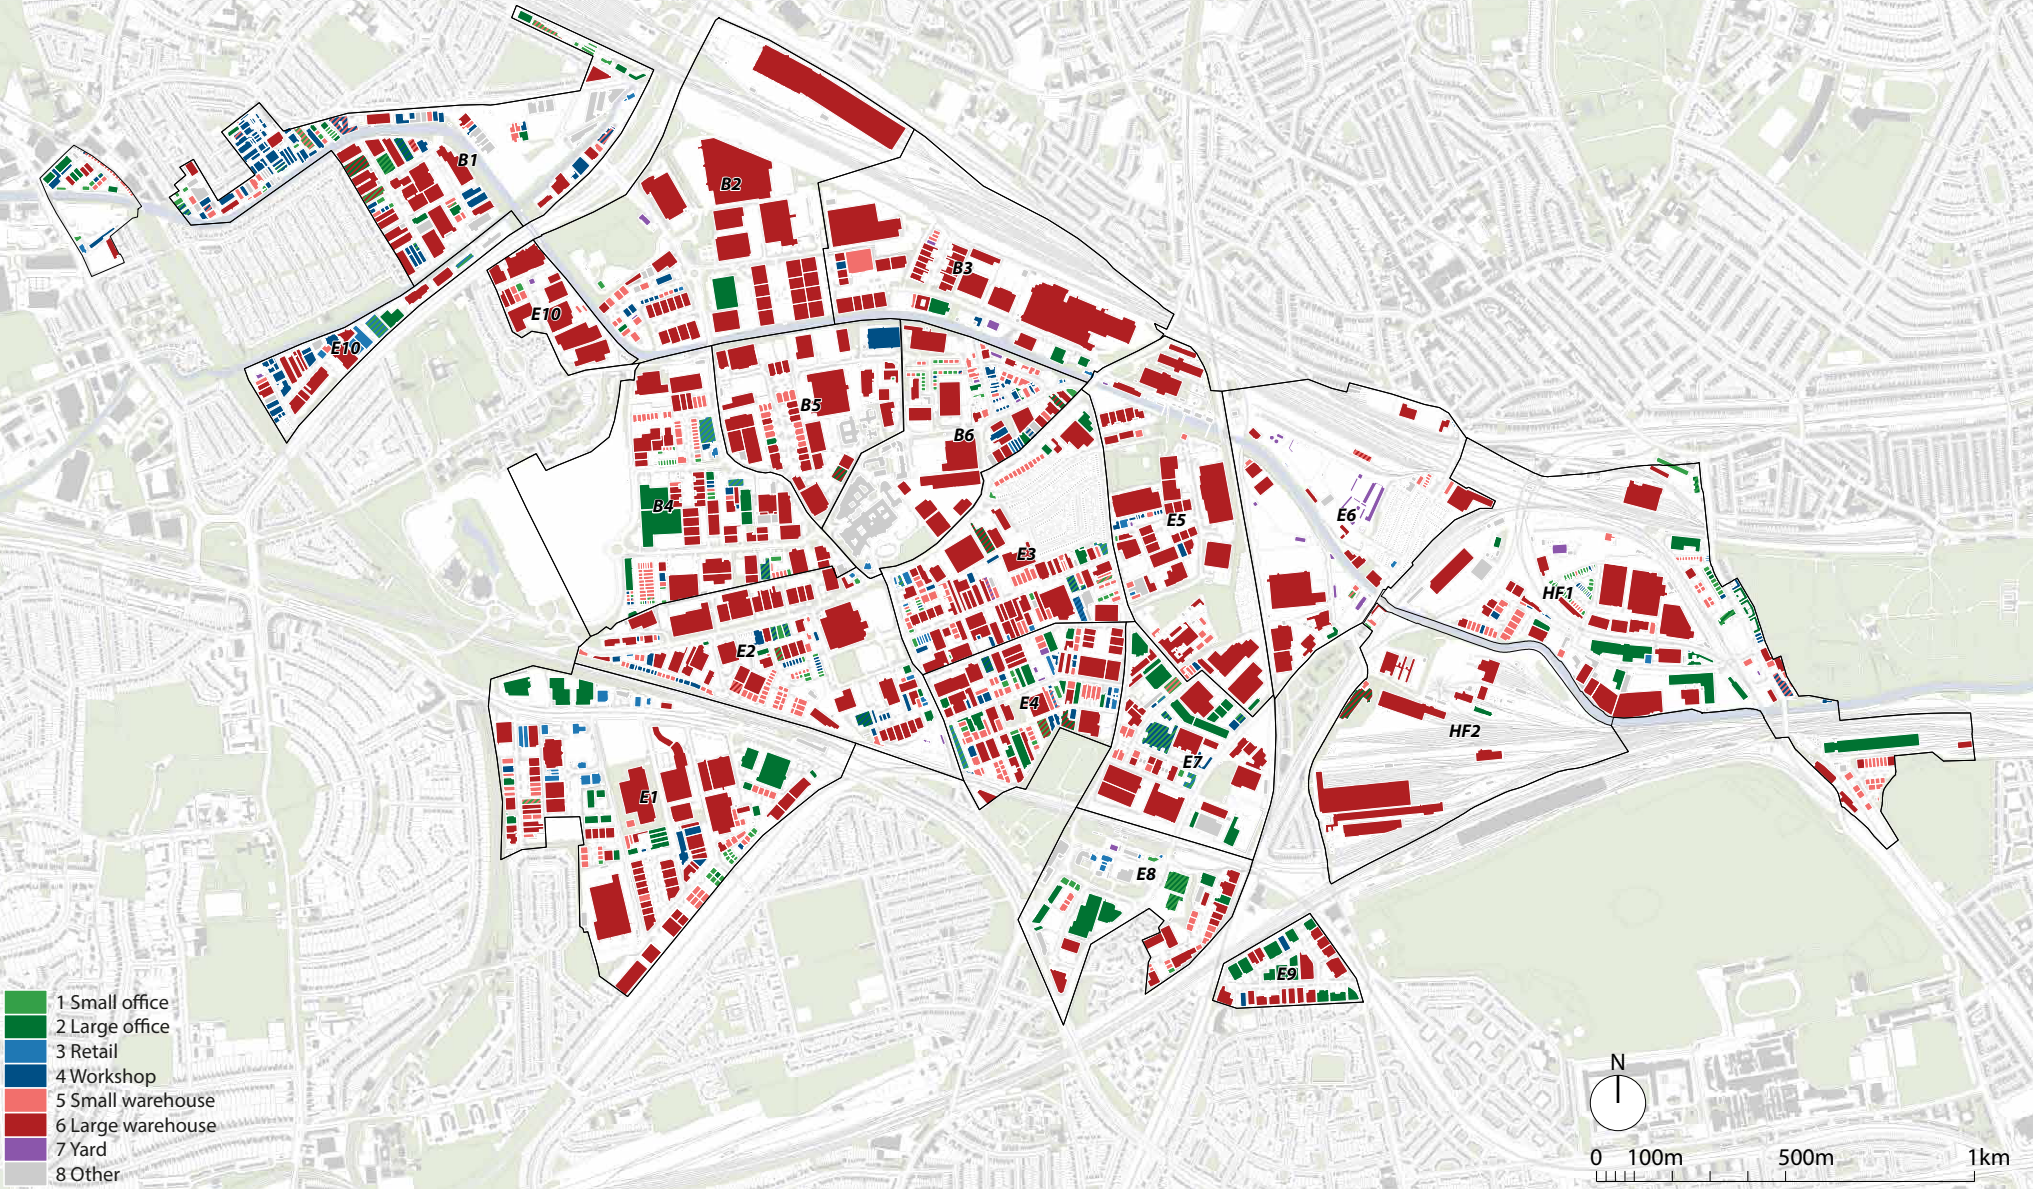 B1
B2
B3
E10
E10
B5
B6
B4
E5
E6
E3
HF1
E2
E4
HF2
E7
E1
E8
E9
1 Small office
2 Large office
3 Retail
4 Workshop
5 Small warehouse
6 Large warehouse
7 Yard
8 Other
N
0 100m 500m 1km